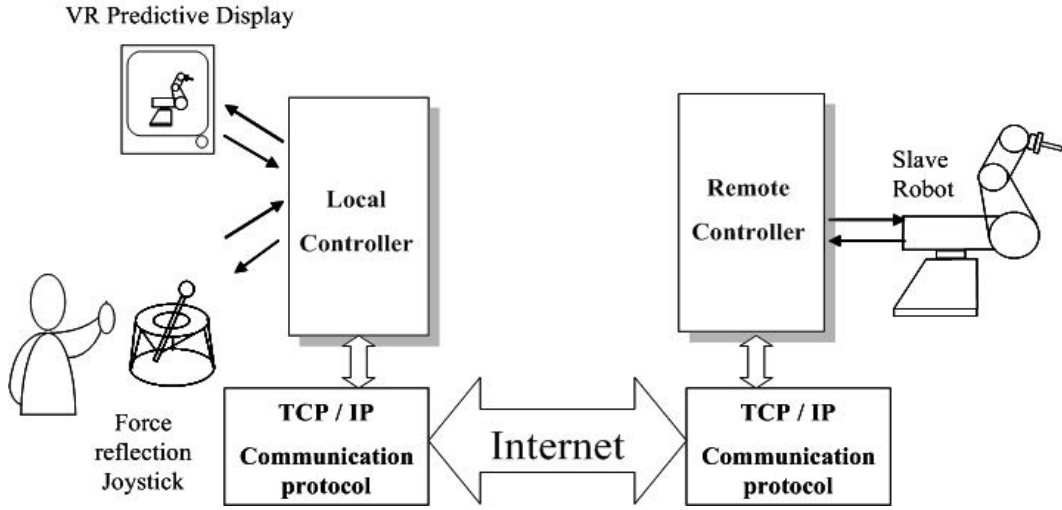 VR Predictive Display
Local
Controller
Remote
Controller
Slave
Robot
Force
reflection
Joystick
TCP / IP
Communication
protocol
Internet
TCP / IP
Communication
protocol